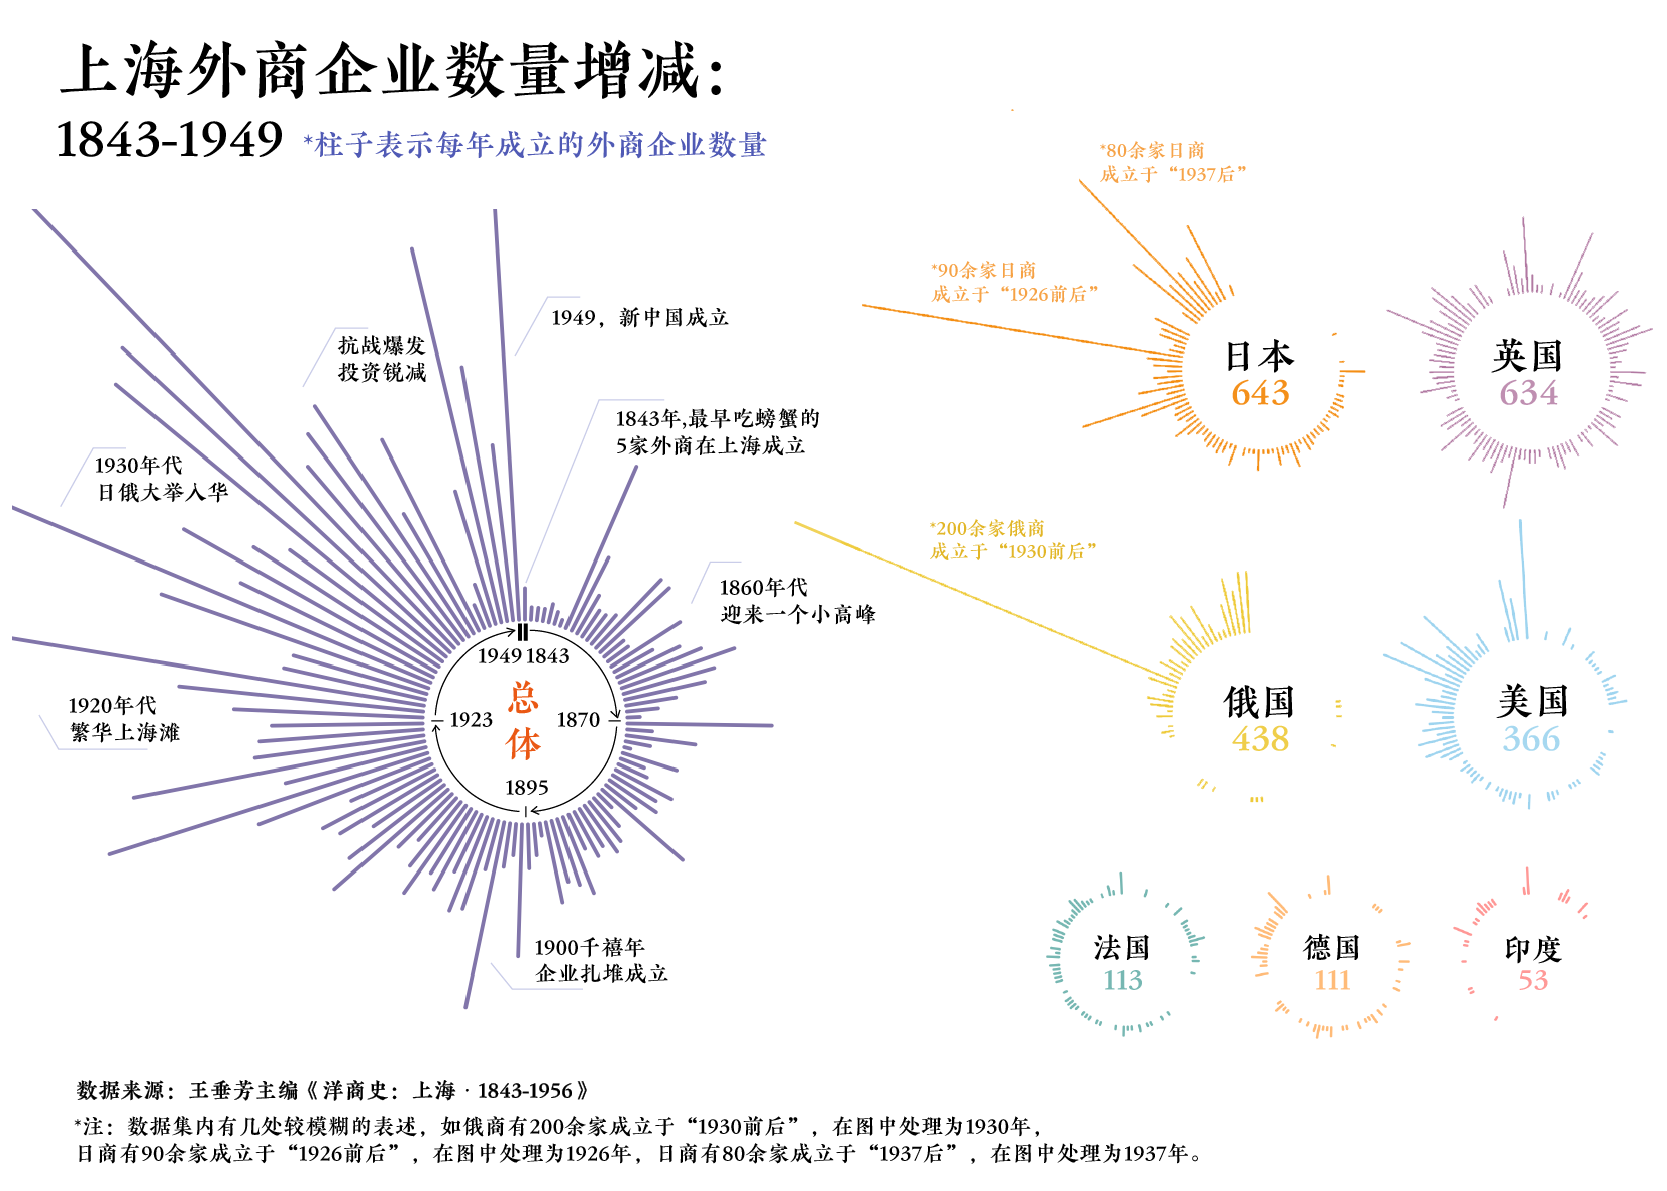 上海外商企业数量增减：
1843-1949 *柱子表示每年成立的外商企业数量
1949，新中国成立
抗战爆发
投资锐减
1843年,最早吃螃蟹的
5家外商在上海成立
1930年代
日俄大举入华
1860年代
迎来一个小高峰
1920年代
繁华上海滩
1949 1843
1923
1870
1895
总
体
1900千禧年
企业扎堆成立
*80余家日商
成立于“1937后”
*90余家日商
成立于“1926前后”
日本
643
英国
634
*200余家俄商
成立于“1930前后”
俄国
438
美国
366
法国
113
德国
111
印度
53
数据来源：王垂芳主编《洋商史：上海·1843-1956》
*注：数据集内有几处较模糊的表述，如俄商有200余家成立于“1930前后”，在图中处理为1930年，
日商有90余家成立于“1926前后”，在图中处理为1926年，日商有80余家成立于“1937后”，在图中处理为1937年。